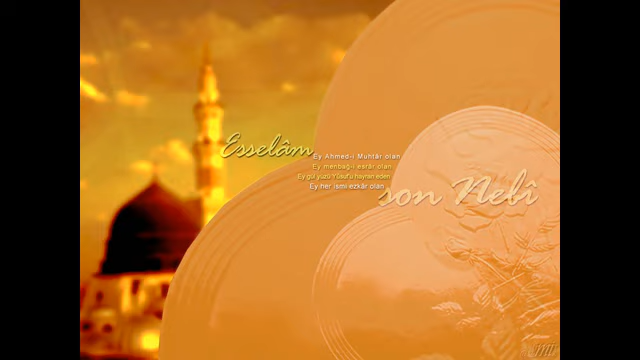 Esselâm
Ey Ahmed-i Muhtâr olan
Ey menbağ-ı esrâr olan
Ey gül yüzü Yûsuf'u hayran eden
Ey her ismi ezkâr olan
son Nebî